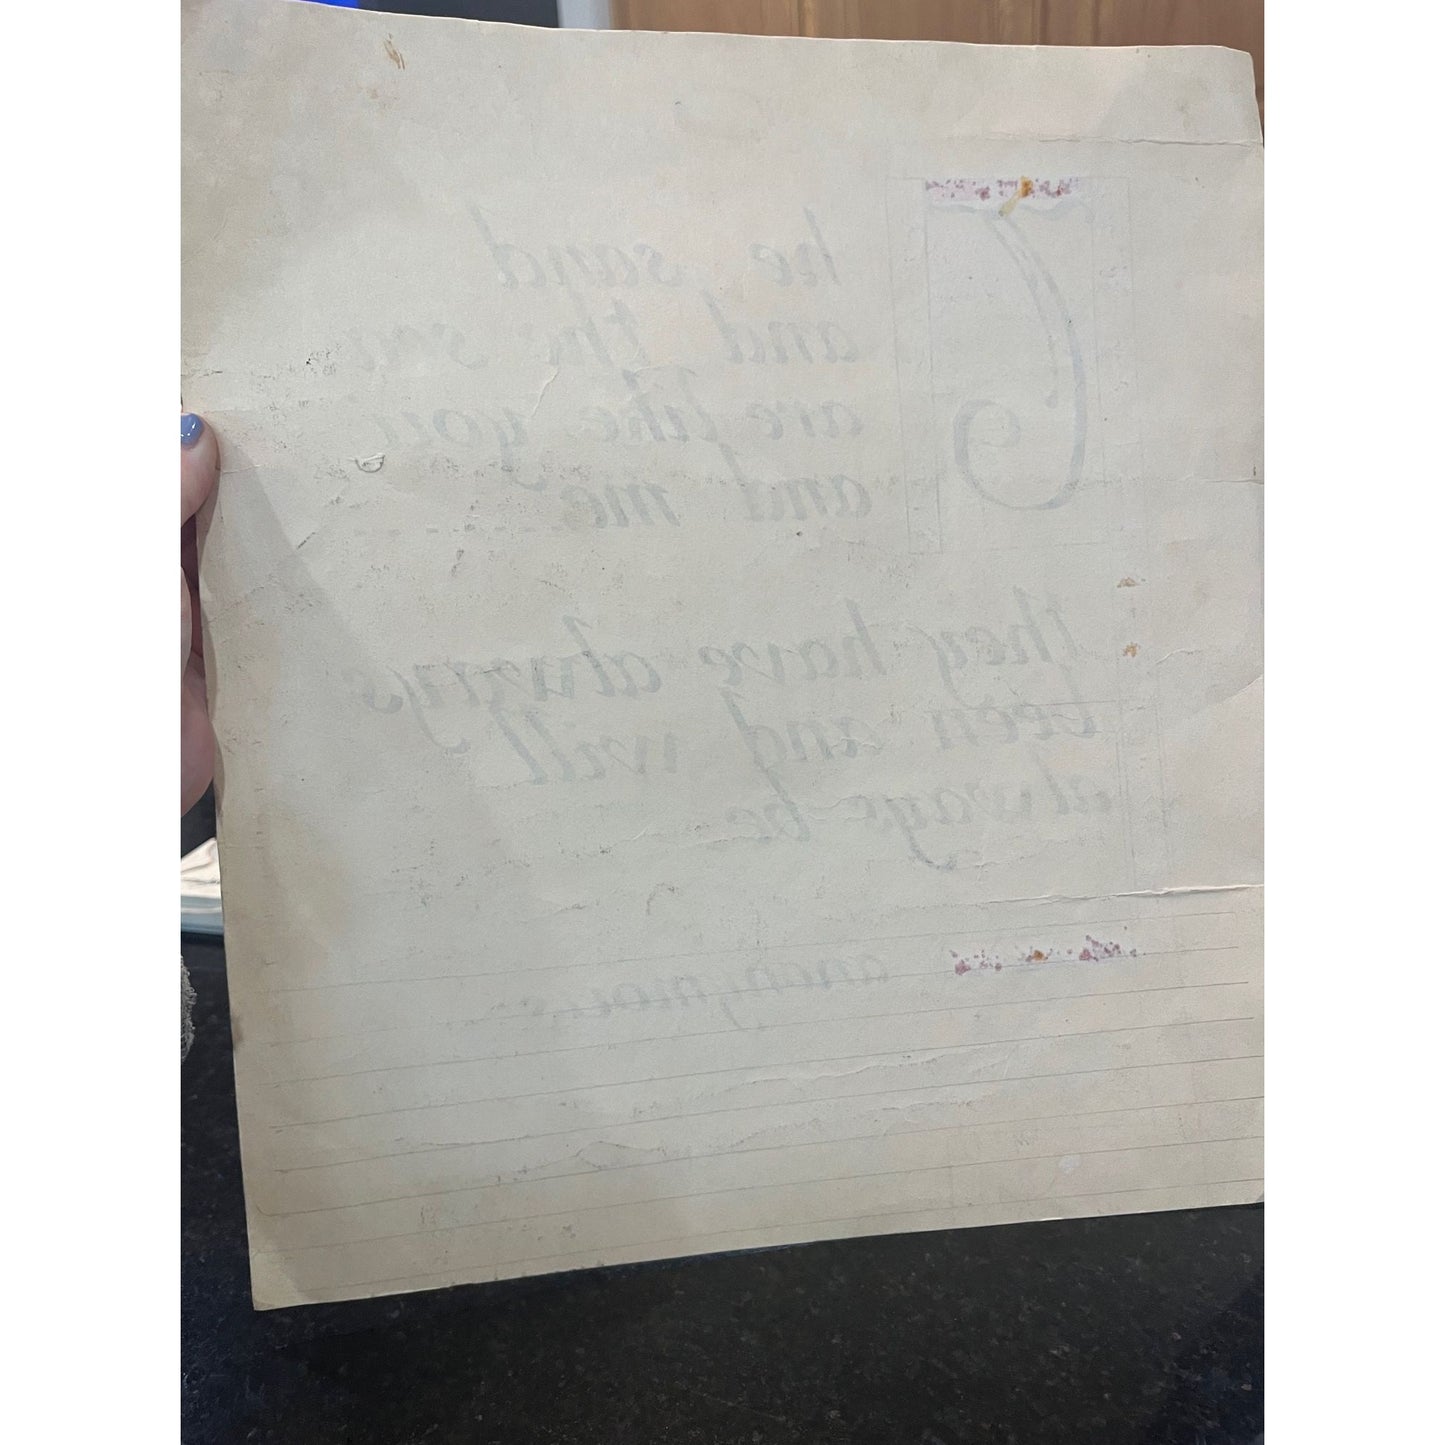 The sand
and the sea
are like you
and me.......
they have always
been and will
always be
anonymous